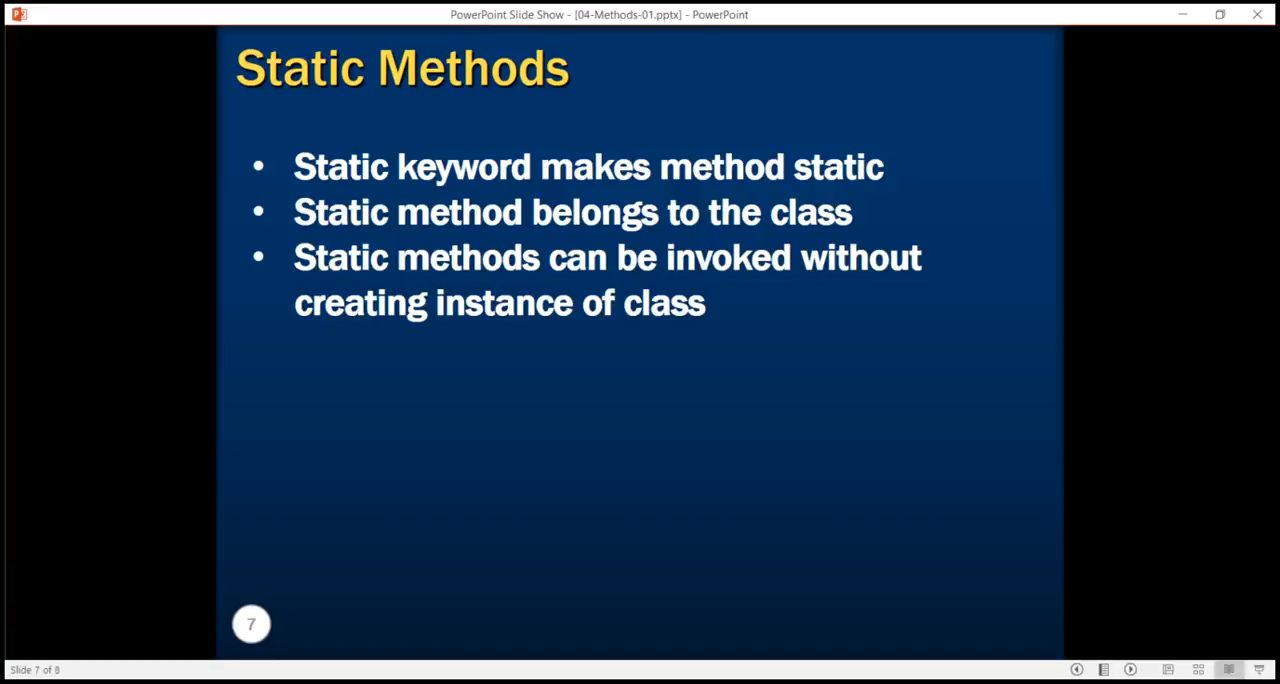 PowerPoint Slide Show - [04-Methods-01.pptx] - PowerPoint
Static Methods
• Static keyword makes method static
• Static method belongs to the class
• Static methods can be invoked without
creating instance of class
7
Slide 7 of 8